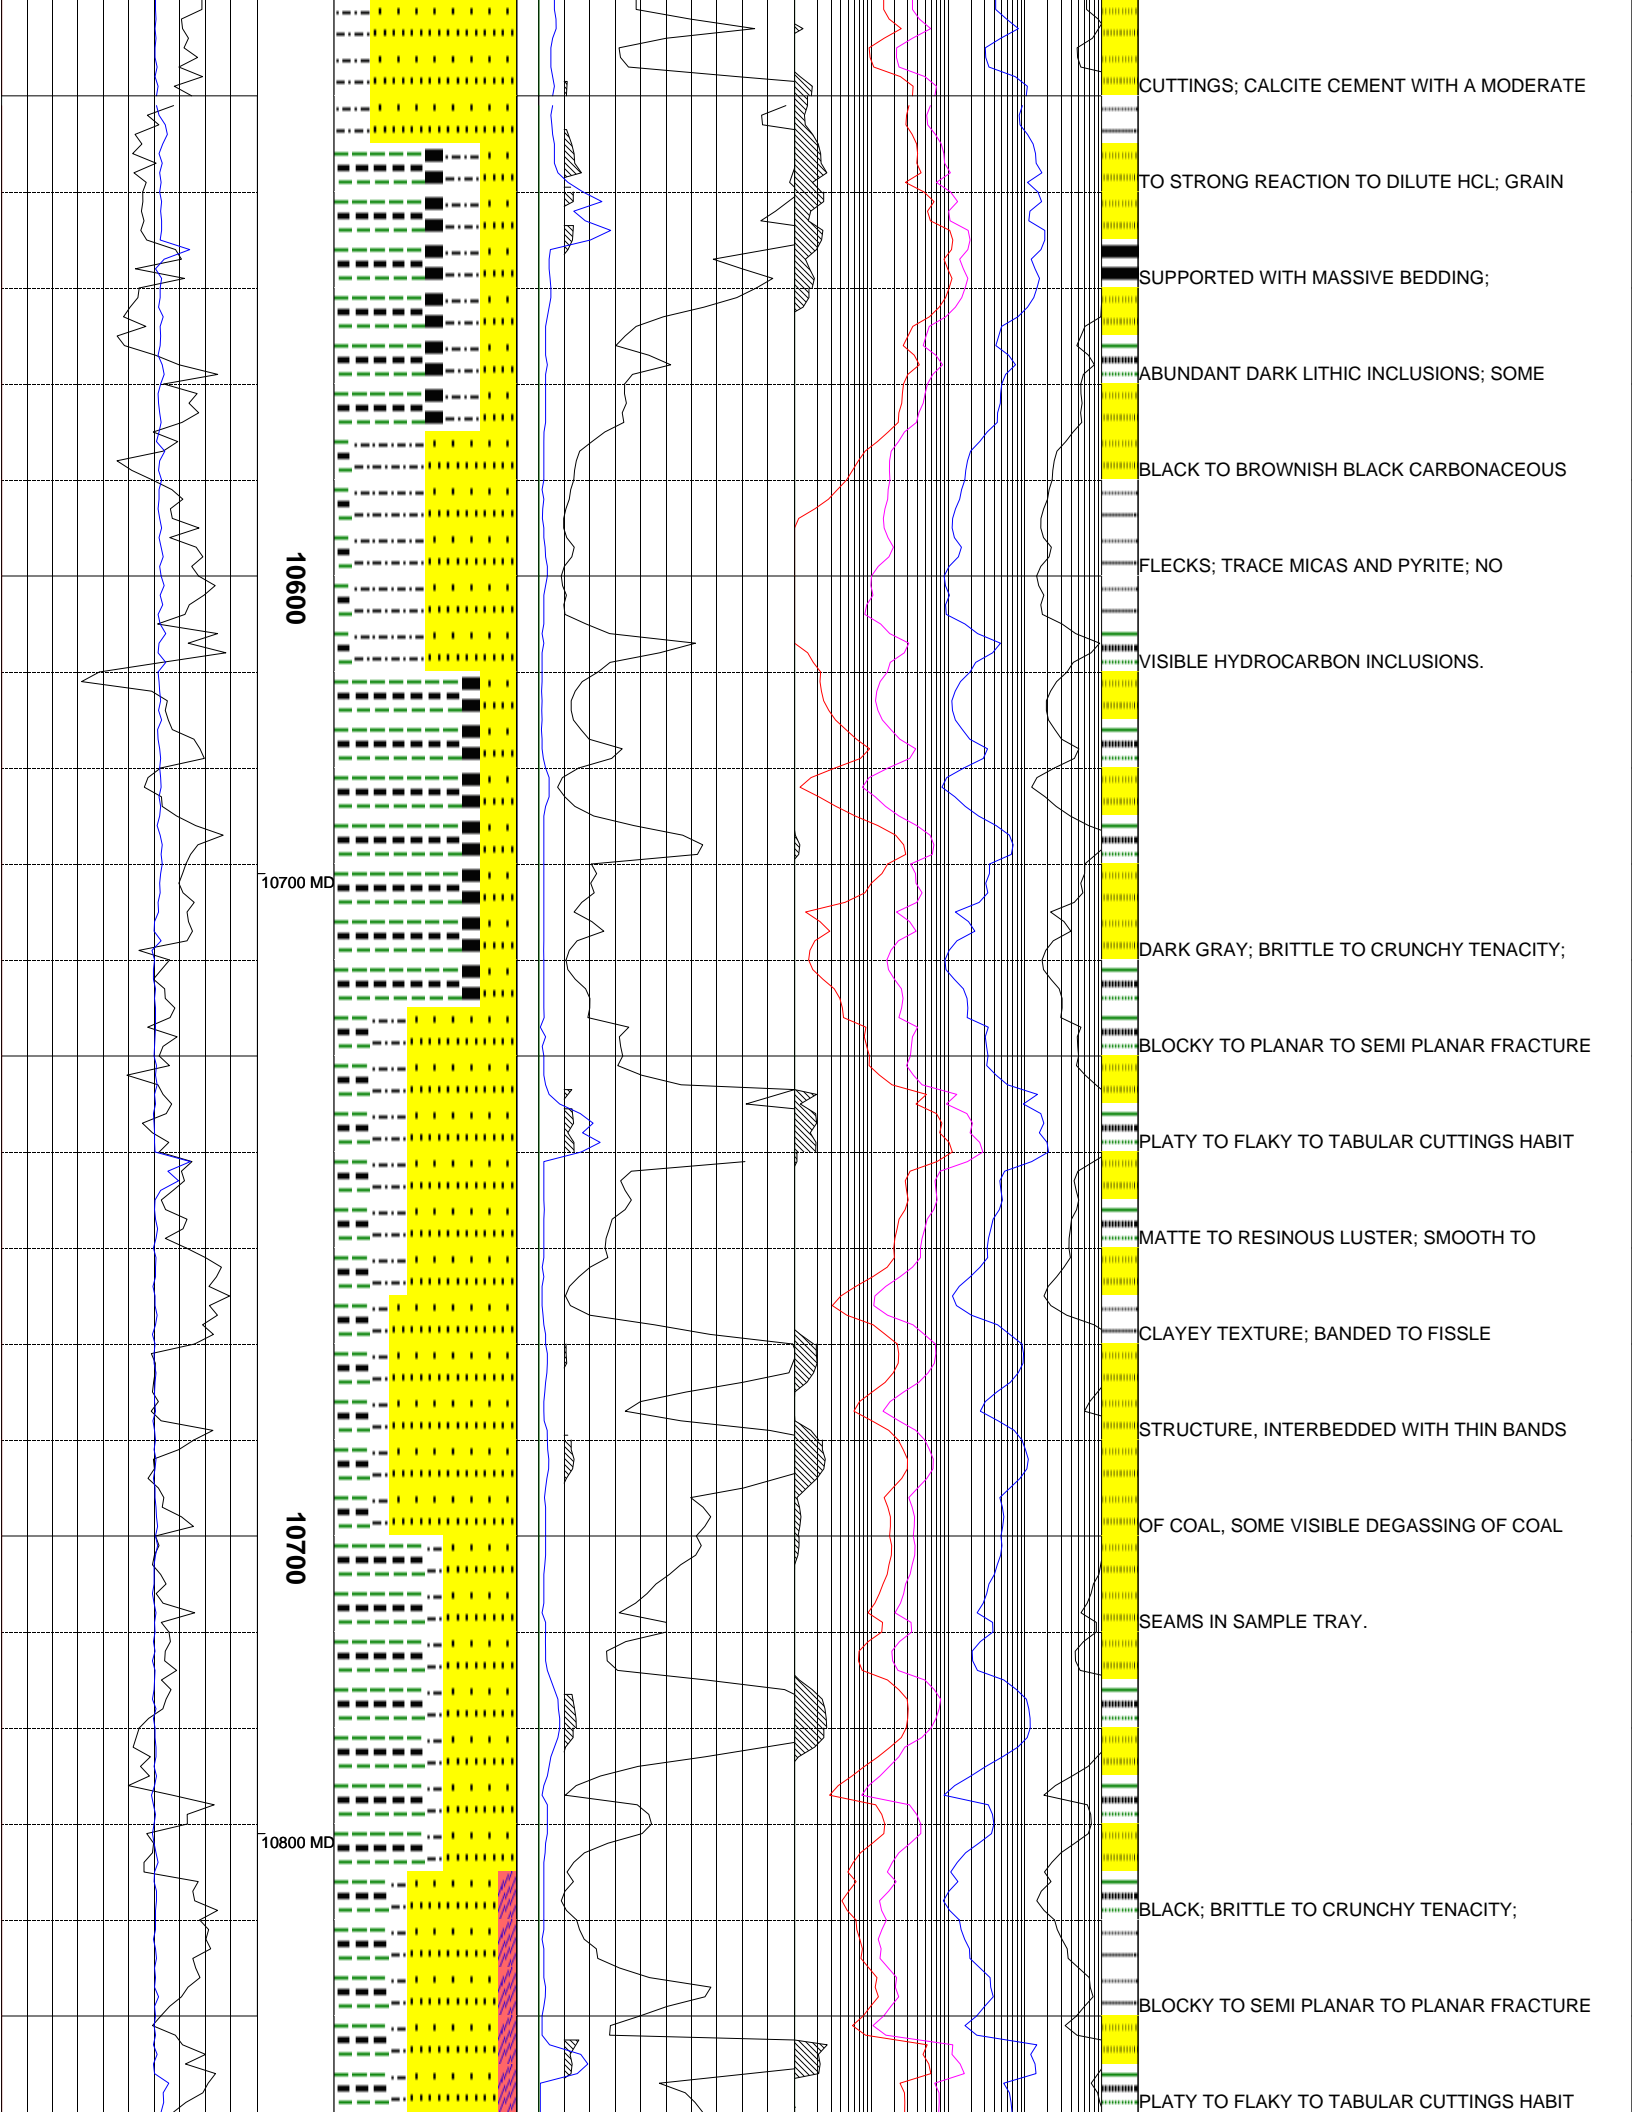 CUTTINGS; CALCITE CEMENT WITH A MODERATE
TO STRONG REACTION TO DILUTE HCL; GRAIN
SUPPORTED WITH MASSIVE BEDDING;
ABUNDANT DARK LITHIC INCLUSIONS; SOME
BLACK TO BROWNISH BLACK CARBONACEOUS
10600
FLECKS; TRACE MICAS AND PYRITE; NO
VISIBLE HYDROCARBON INCLUSIONS.
10700 MD
DARK GRAY; BRITTLE TO CRUNCHY TENACITY;
BLOCKY TO PLANAR TO SEMI PLANAR FRACTURE
PLATY TO FLAKY TO TABULAR CUTTINGS HABIT
MATTE TO RESINOUS LUSTER; SMOOTH TO
CLAYEY TEXTURE; BANDED TO FISSLE
STRUCTURE, INTERBEDDED WITH THIN BANDS
OF COAL, SOME VISIBLE DEGASSING OF COAL
10700
SEAMS IN SAMPLE TRAY.
10800 MD
BLACK; BRITTLE TO CRUNCHY TENACITY;
BLOCKY TO SEMI PLANAR TO PLANAR FRACTURE
PLATY TO FLAKY TO TABULAR CUTTINGS HABIT